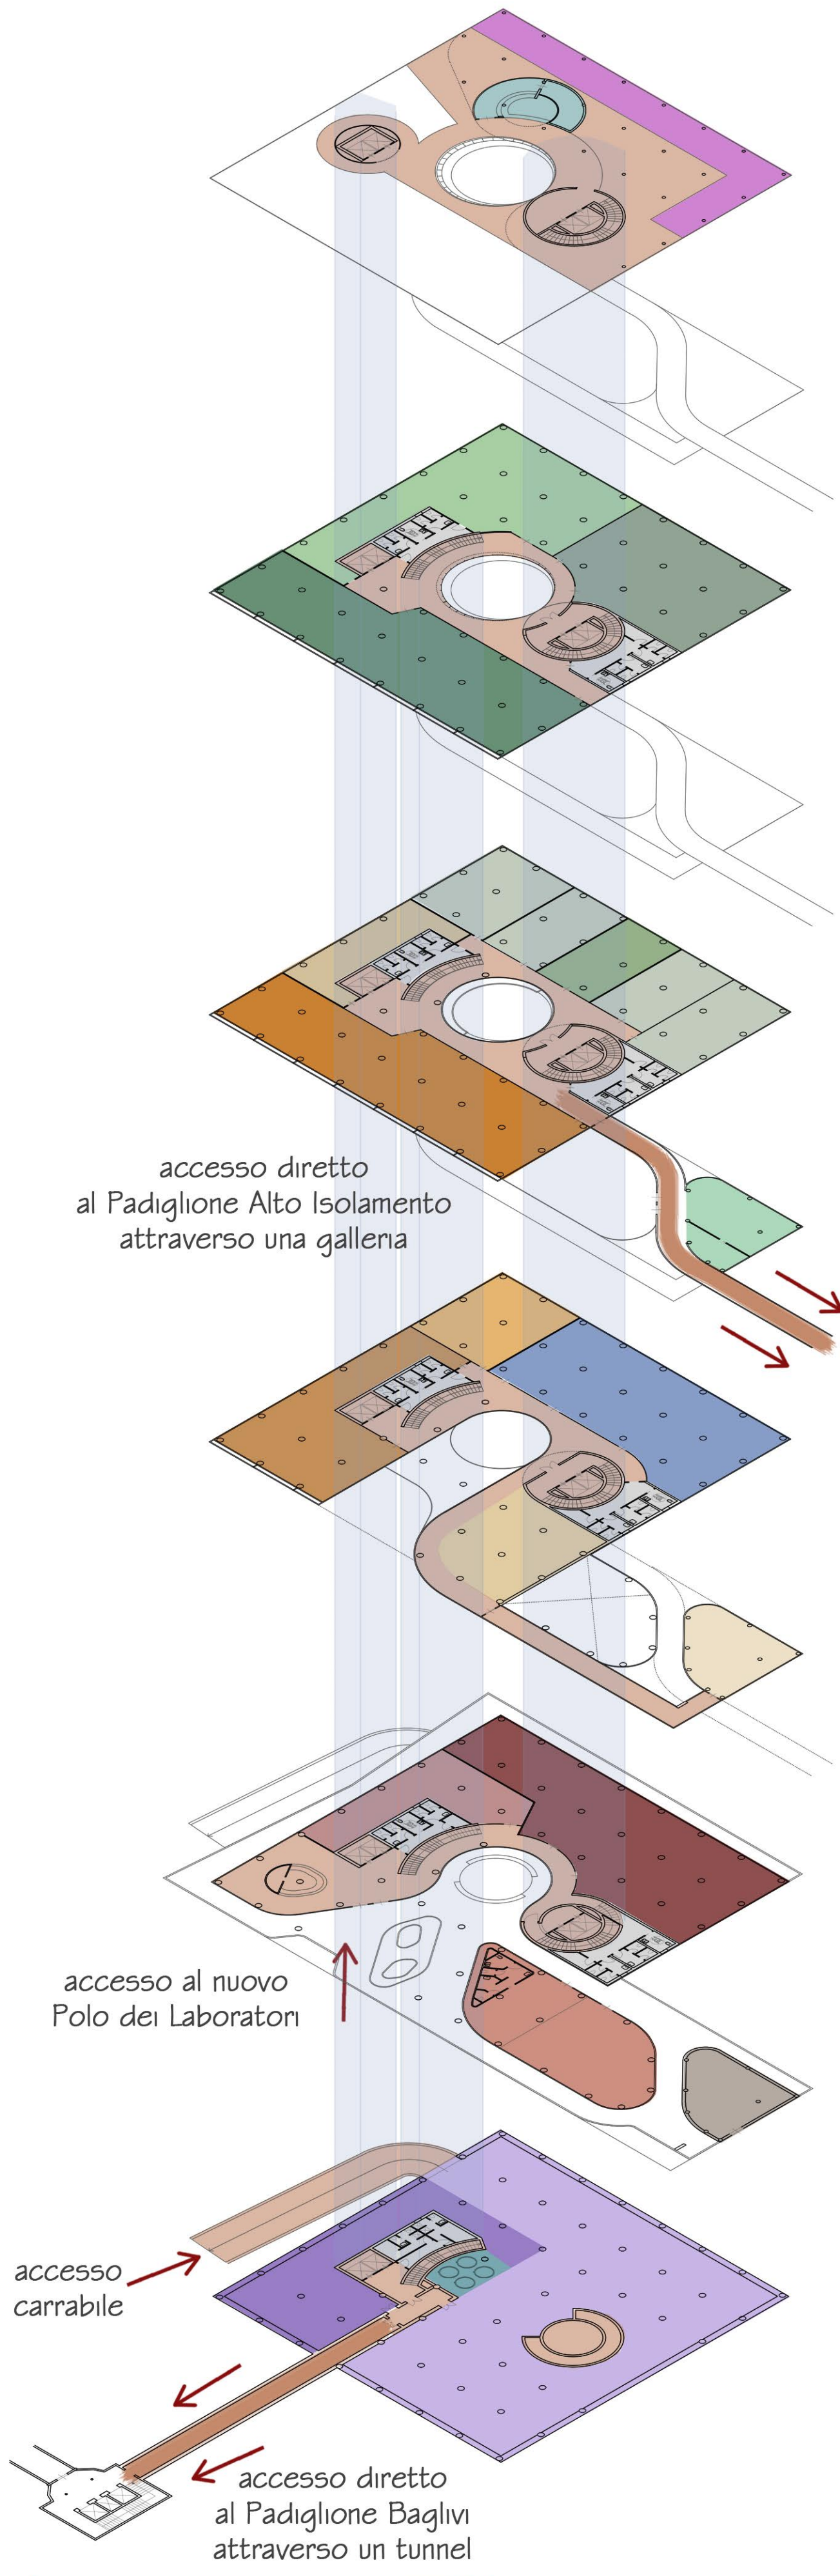 accesso diretto
al Padiglione Alto Isolamento
attraverso una galleria
accesso al nuovo
Polo dei Laboratori
accesso
carrabile
accesso diretto
al Padiglione Baglivi
attraverso un tunnel